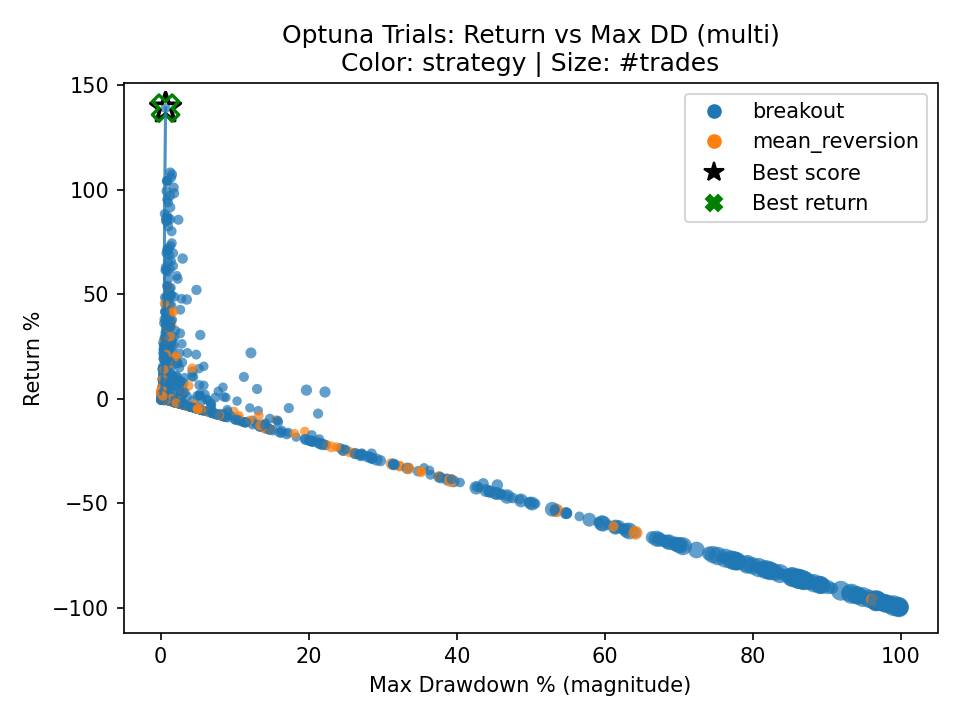 Optuna Trials: Return vs Max DD (multi)
Color: strategy | Size: #trades
breakout
mean_reversion
Best score
Best return
150
100
50
0
−50
−100
Return %
0
20
40
60
80
100
Max Drawdown % (magnitude)